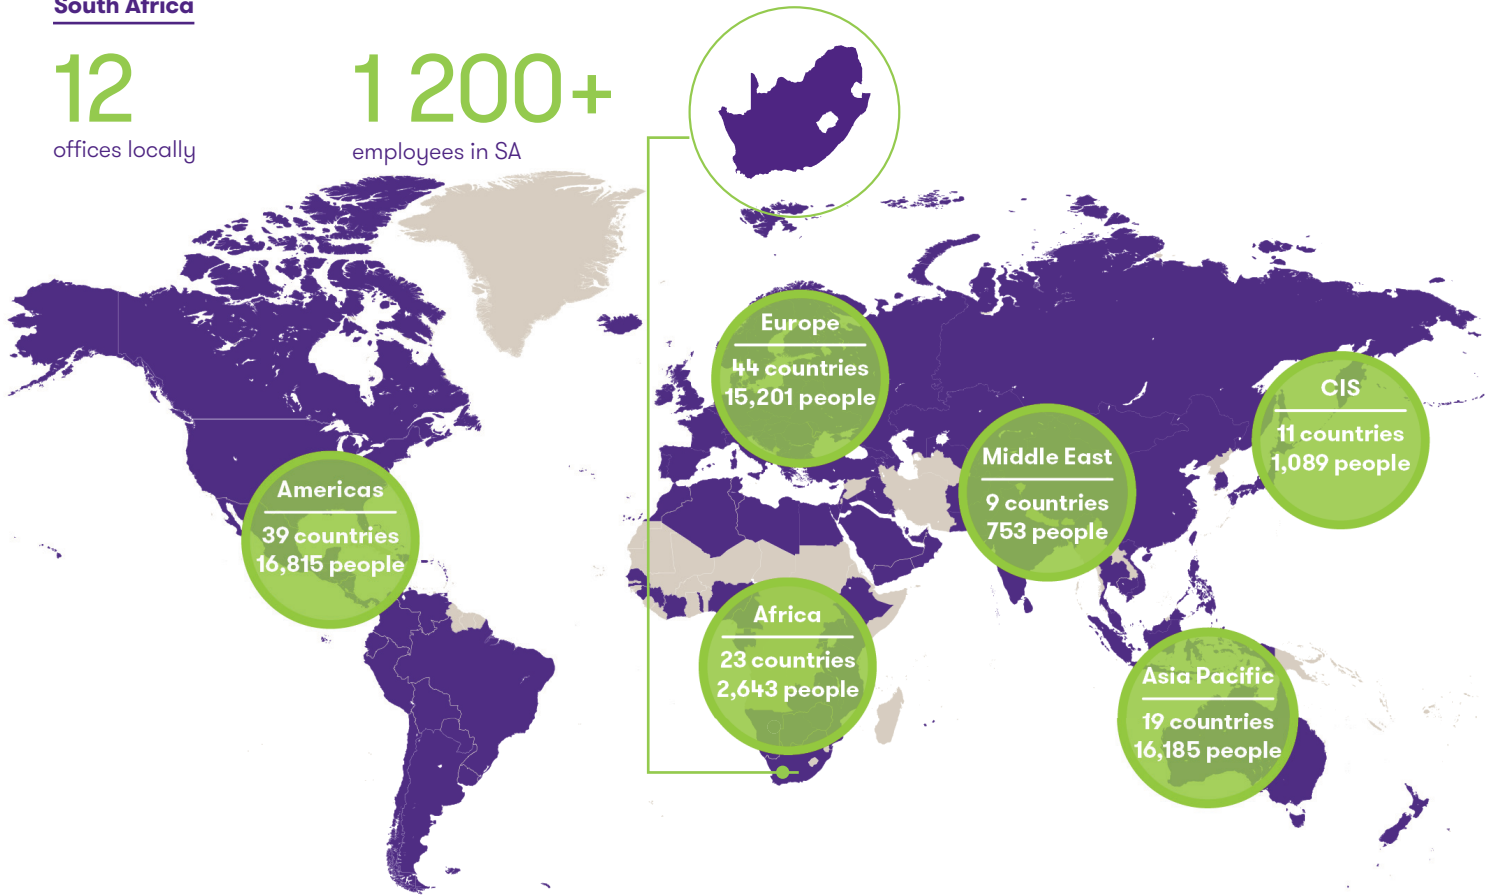 South Africa
12
offices locally
1 200+
employees in SA
Europe
44 countries
15,201 people
CIS
11 countries
1,089 people
Middle East
9 countries
753 people
Americas
39 countries
16,815 people
Africa
23 countries
2,643 people
Asia Pacific
19 countries
16,185 people